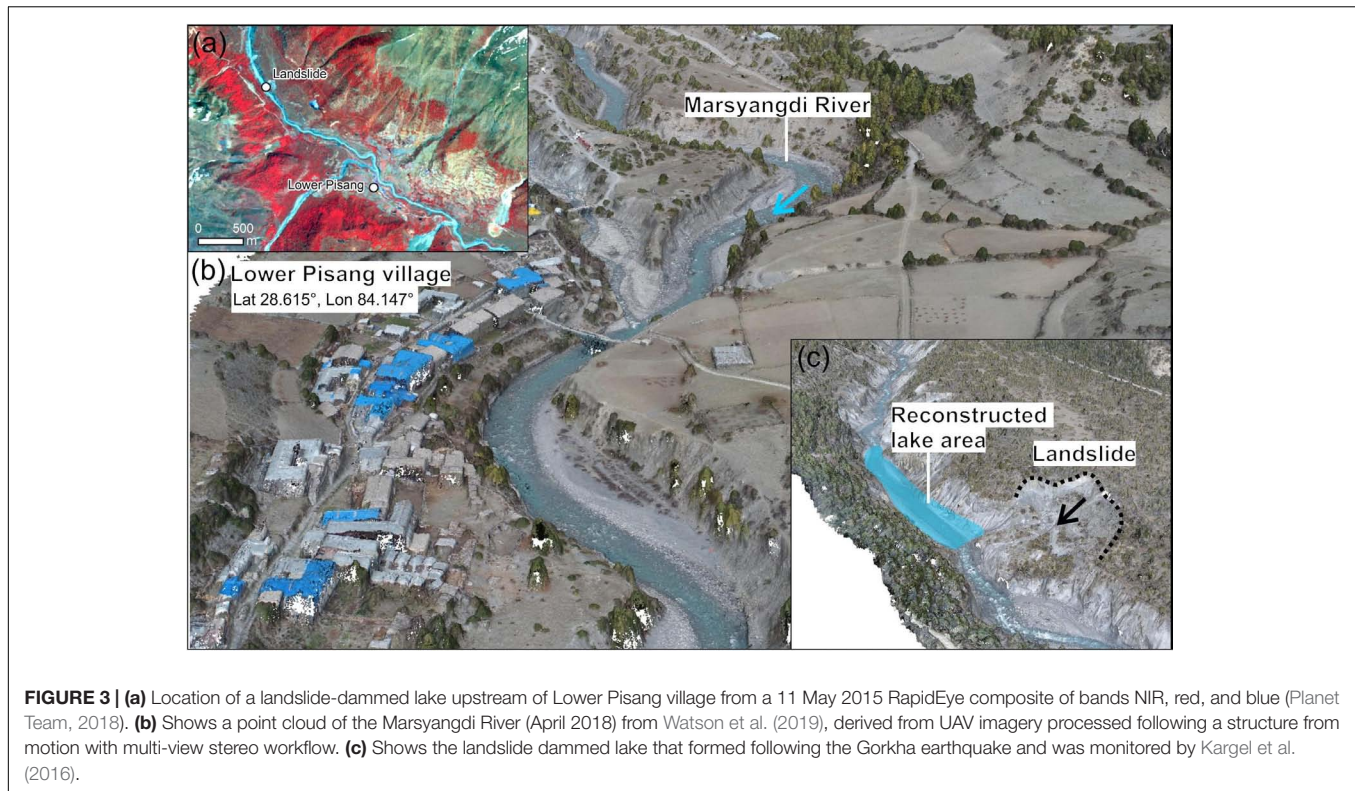 (a)
Landslide
Lower Pisang
0 500
m
Marsyangdi River
(b) Lower Pisang village
Lat 28.615°, Lon 84.147°
(c)
Reconstructed
lake area
Landslide
FIGURE 3 | (a) Location of a landslide-dammed lake upstream of Lower Pisang village from a 11 May 2015 RapidEye composite of bands NIR, red, and blue (Planet
Team, 2018). (b) Shows a point cloud of the Marsyangdi River (April 2018) from Watson et al. (2019), derived from UAV imagery processed following a structure from
motion with multi-view stereo workflow. (c) Shows the landslide dammed lake that formed following the Gorkha earthquake and was monitored by Kargel et al.
(2016).